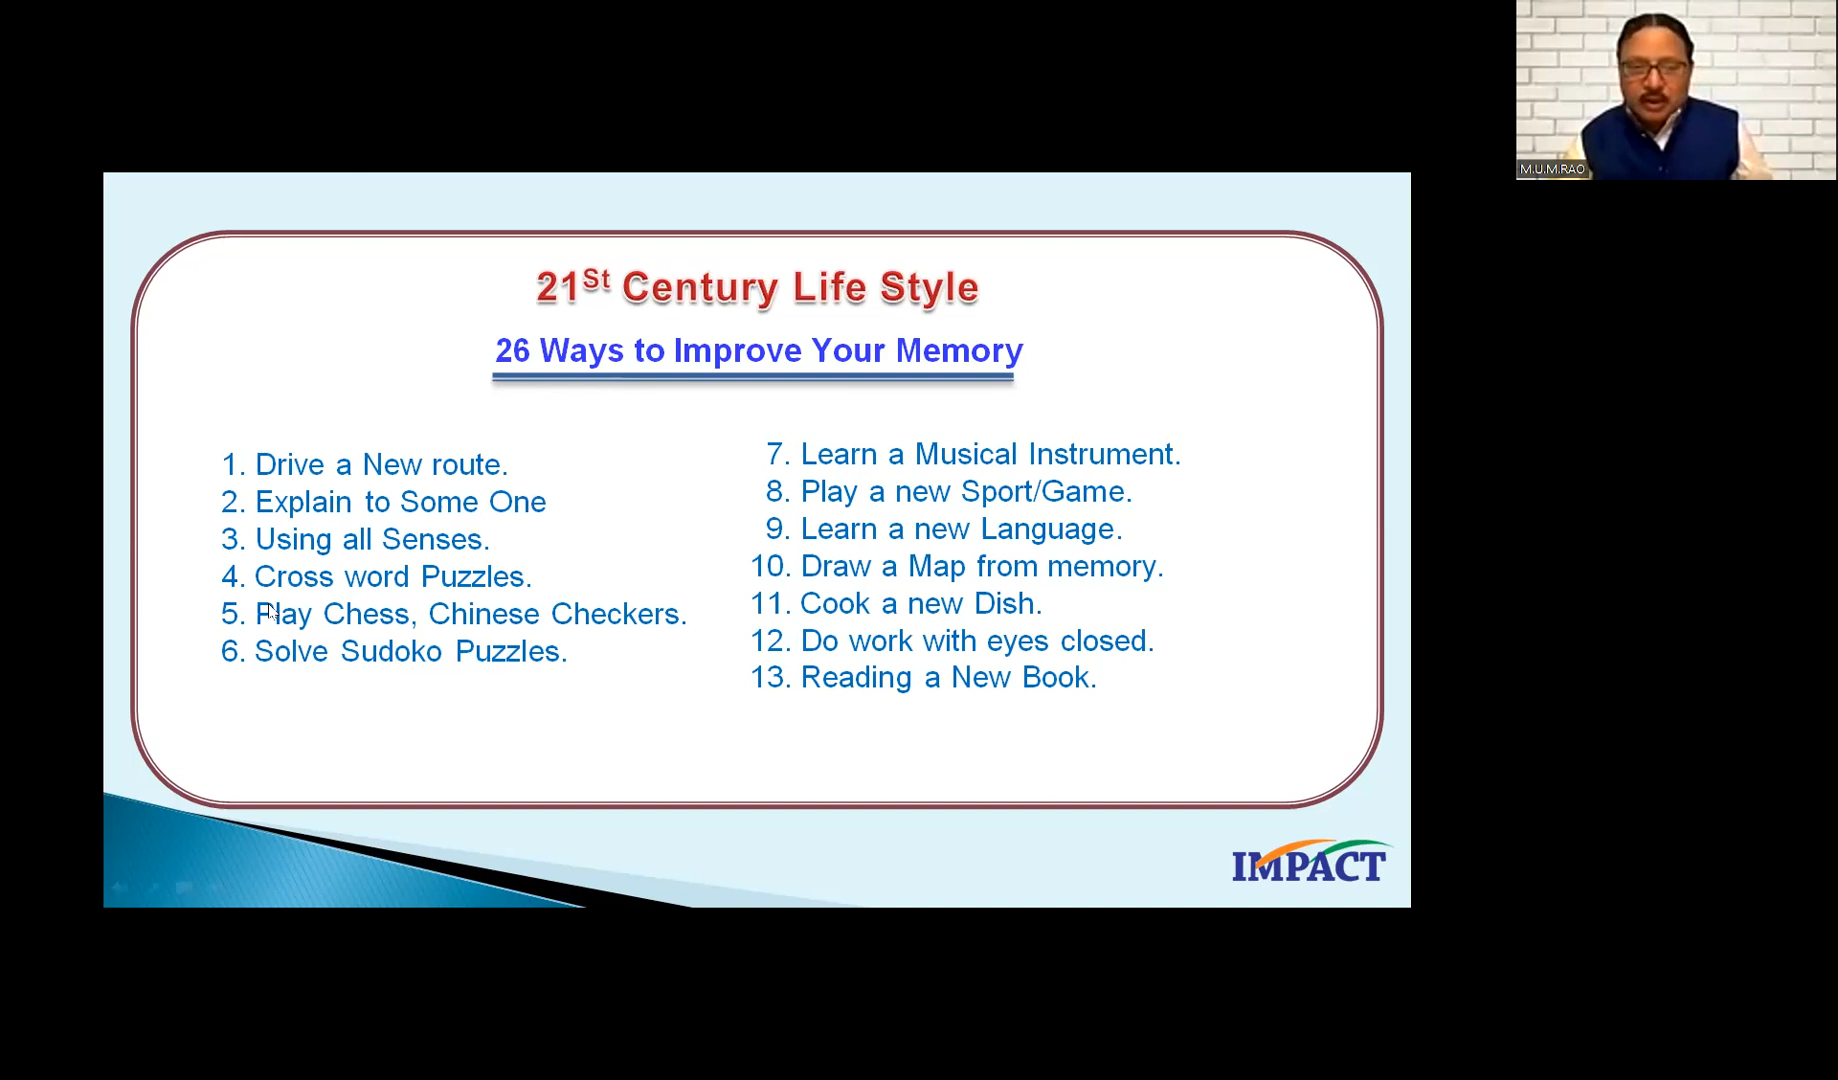 M.U.M.RAO
21St Century Life Style
26 Ways to Improve Your Memory
1. Drive a New route.
2. Explain to Some One
3. Using all Senses.
4. Cross word Puzzles.
5. Play Chess, Chinese Checkers.
6. Solve Sudoko Puzzles.
7. Learn a Musical Instrument.
8. Play a new Sport/Game.
9. Learn a new Language.
10. Draw a Map from memory.
11. Cook a new Dish.
12. Do work with eyes closed.
13. Reading a New Book.
IMPACT